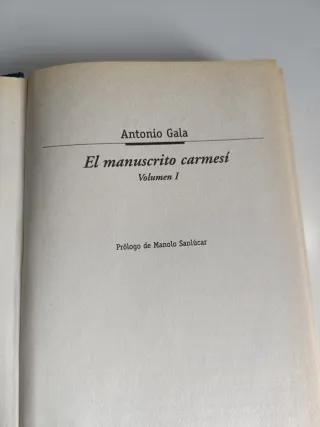 Antonio Gala
El manuscrito carmesí
Volumen I
Prólogo de Manolo Sanlúcar